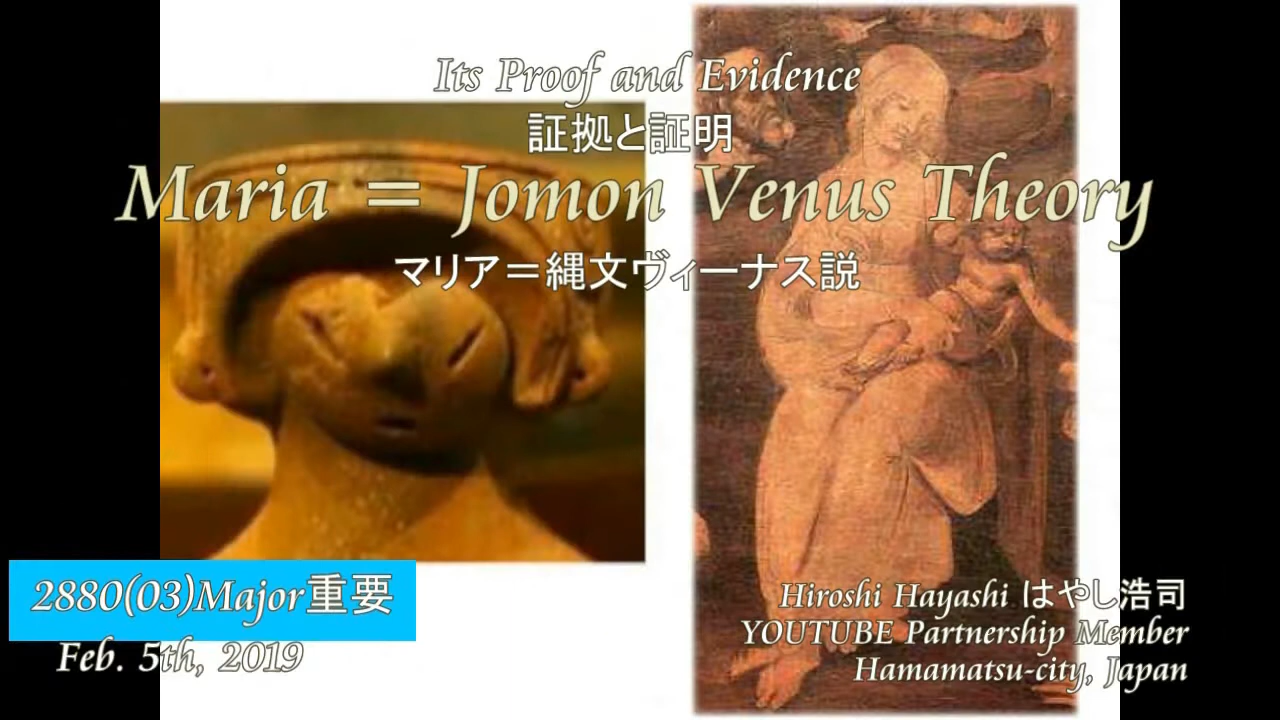 Its Proof and Evidence
証拠と証明
Maria = Jomon Venus Theory
マリア＝縄文ヴィーナス説
2880(03)Major重要
Feb. 5th, 2019
Hiroshi Hayashi はやし浩司
YOUTUBE Partnership Member
Hamamatsu-city, Japan